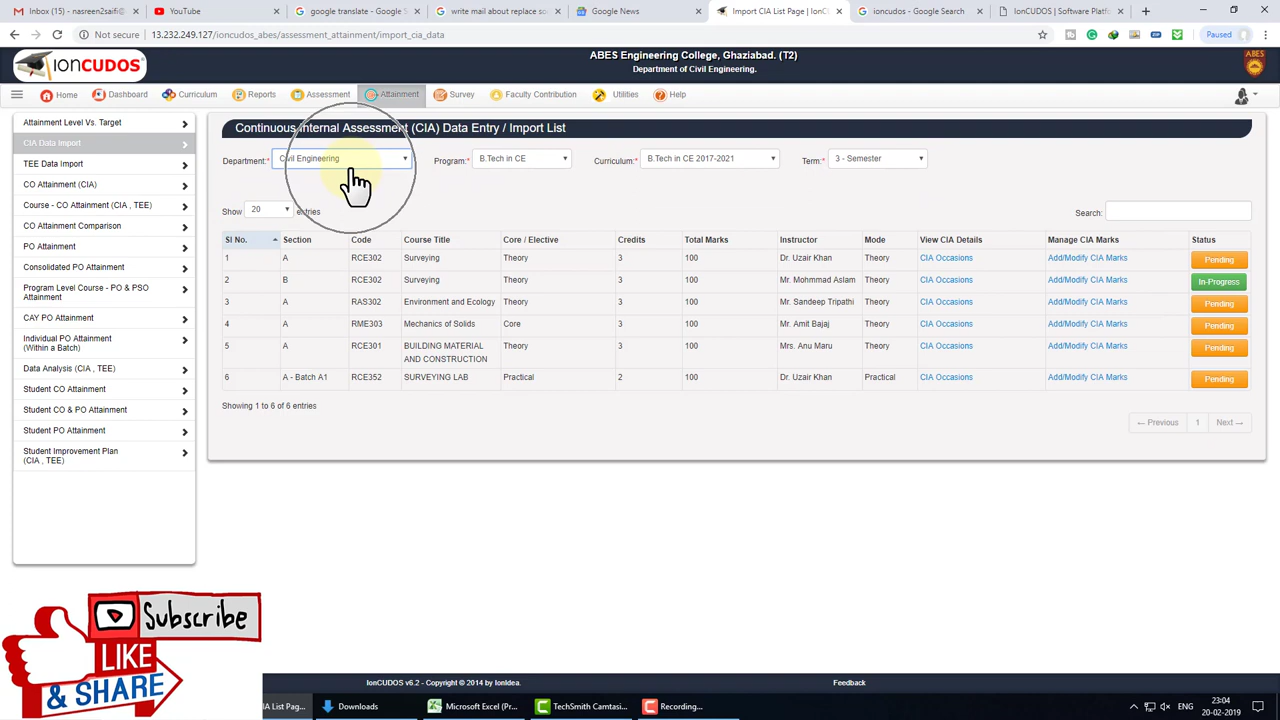 Inbox (15) - nasreen2saifi@
YouTube
google translate - Google S
write mail about replace so
Google News
Import CIA List Page | IonC
ioncudos - Google Search
IonCUDOS | Software Platfo
Not secure | 13.232.249.127/ioncudos_abes/assessment_attainment/import_cia_data
Paused
ionCUDOS
ABES Engineering College, Ghaziabad. (T2)
Department of Civil Engineering.
ABES
Home Dashboard Curriculum Reports Assessment Attainment Survey Faculty Contribution Utilities Help
Attainment Level Vs. Target
CIA Data Import
TEE Data Import
CO Attainment (CIA)
Course - CO Attainment (CIA , TEE)
CO Attainment Comparison
PO Attainment
Consolidated PO Attainment
Program Level Course - PO & PSO
Attainment
CAY PO Attainment
Individual PO Attainment
(Within a Batch)
Data Analysis (CIA , TEE)
Student CO Attainment
Student CO & PO Attainment
Student PO Attainment
Student Improvement Plan
(CIA , TEE)
Continuous Internal Assessment (CIA) Data Entry / Import List
Department:* Civil Engineering Program:* B.Tech in CE Curriculum:* B.Tech in CE 2017-2021 Term:* 3 - Semester
Show 20 entries Search:
Sl No. Section Code Course Title Core / Elective Credits Total Marks Instructor Mode View CIA Details Manage CIA Marks Status
1 A RCE302 Surveying Theory 3 100 Dr. Uzair Khan Theory CIA Occasions Add/Modify CIA Marks Pending
2 B RCE302 Surveying Theory 3 100 Mr. Mohmmad Aslam Theory CIA Occasions Add/Modify CIA Marks In-Progress
3 A RAS302 Environment and Ecology Theory 3 100 Mr. Sandeep Tripathi Theory CIA Occasions Add/Modify CIA Marks Pending
4 A RME303 Mechanics of Solids Core 3 100 Mr. Amit Bajaj Theory CIA Occasions Add/Modify CIA Marks Pending
5 A RCE301 BUILDING MATERIAL Theory 3 100 Mrs. Anu Maru Theory CIA Occasions Add/Modify CIA Marks Pending
AND CONSTRUCTION
6 A - Batch A1 RCE352 SURVEYING LAB Practical 2 100 Dr. Uzair Khan Practical CIA Occasions Add/Modify CIA Marks Pending
Showing 1 to 6 of 6 entries
← Previous 1 Next →
Subscribe
LIKE
& SHARE
IonCUDOS v6.2 - Copyright © 2014 by IonIdea. Feedback
IA List Pag...
Downloads
Microsoft Excel (Pr...
TechSmith Camtasi...
Recording...
ENG
23:04
20-02-2019